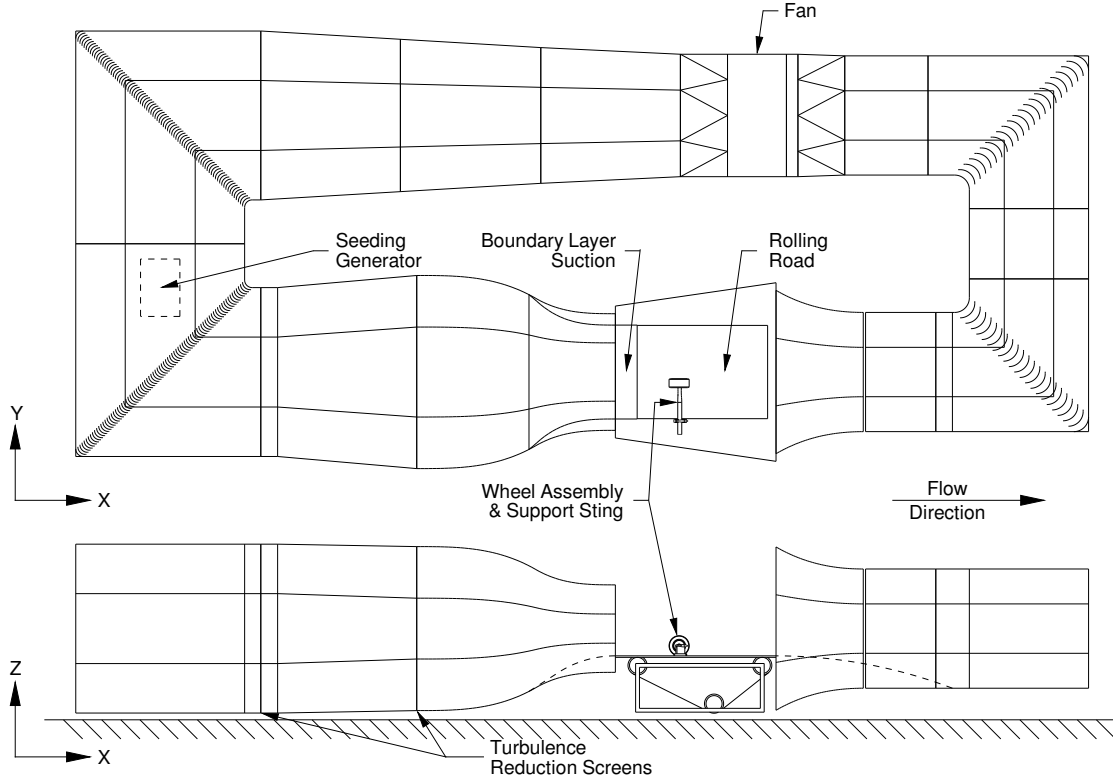 Fan
Seeding
Generator
Boundary Layer
Suction
Rolling
Road
Y
X
Wheel Assembly
& Support Sting
Flow
Direction
Z
X
Turbulence
Reduction Screens